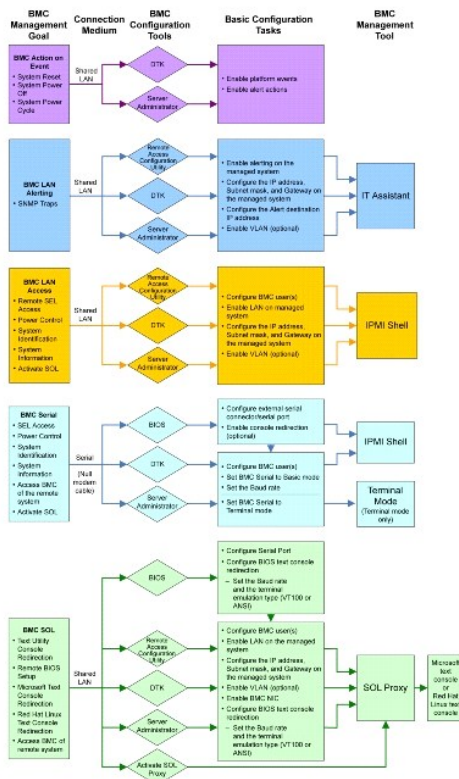 BMC
Management
Goal
Connection
Medium
BMC
Configuration
Tools
Basic Configuration
Tasks
BMC
Management
Tool
BMC Action on
Event
• System Reset
• System Power
Off
• System Power
Cycle
Shared
LAN
DTK
Server
Administrator
• Enable platform events
• Enable alert actions
BMC LAN
Alerting
• SNMP Traps
Shared
LAN
Remote
Access
Configuration
Utility
DTK
Server
Administrator
• Enable alerting on the
managed system
• Configure the IP address,
Subnet mask, and Gateway on
the managed system
• Configure the Alert destination
IP address
• Enable VLAN (optional)
IT Assistant
BMC LAN
Access
• Remote SEL
Access
• Power Control
• System
Identification
• System
Information
• Activate SOL
Shared
LAN
Remote
Access
Configuration
Utility
DTK
Server
Administrator
• Configure BMC user(s)
• Enable LAN on managed
system
• Configure the IP address,
Subnet mask, and Gateway on
the managed system
• Enable VLAN (optional)
IPMI Shell
BMC Serial
• SEL Access
• Power Control
• System
Identification
• System
Information
• Access BMC
of the remote
system
• Activate SOL
Serial
(Null
modem
cable)
BIOS
DTK
Server
Administrator
• Configure external serial
connector/serial port
• Enable console redirection
(optional)
• Configure BMC user(s)
• Set BMC Serial to Basic mode
• Set the Baud rate
• Set BMC Serial to
Terminal mode
IPMI Shell
Terminal
Mode
(Terminal mode
only)
BMC SOL
• Text Utility
Console
Redirection
• Remote BIOS
Setup
• Microsoft Text
Console
Redirection
• Red Hat Linux
Text Console
Redirection
• Access BMC
of remote system
Shared
LAN
BIOS
Remote
Access
Configuration
Utility
DTK
Server
Administrator
Activate SOL
Proxy
• Configure Serial Port
• Configure BIOS text console
redirection
– Set the Baud rate
and the terminal
emulation type (VT100 or
ANSI)
• Configure BMC user(s)
• Enable LAN on the managed
system
• Configure the IP address,
Subnet mask, and Gateway on
the managed system
• Enable VLAN (optional)
• Enable BMC NIC
• Configure BIOS text console
redirection
– Set the Baud rate
and the terminal
emulation type (VT100 or
ANSI)
SOL Proxy
Microsoft
text
console
or
Red Hat
Linux text
console